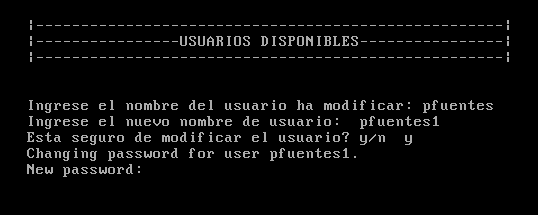 ¦--------------------------------------------------------¦
¦-----------------USUARIOS DISPONIBLES-----------------¦
¦--------------------------------------------------------¦
Ingrese el nombre del usuario ha modificar: pfuentes
Ingrese el nuevo nombre de usuario:  pfuentes1
Esta seguro de modificar el usuario? y/n  y
Changing password for user pfuentes1.
New password: